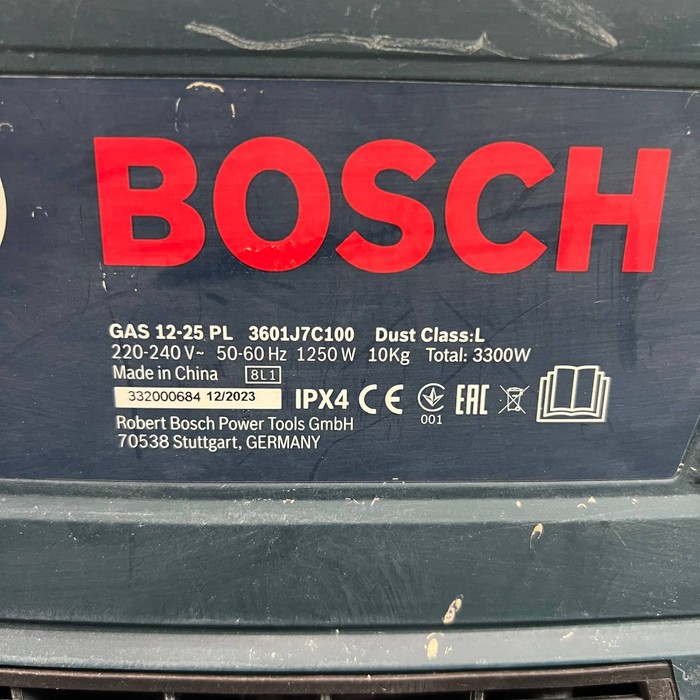 BOSCH
GAS 12-25 PL 3601J7C100 Dust Class:L
220-240 V~ 50-60 Hz 1250 W 10Kg Total: 3300W
Made in China 8L1
332000684 12/2023 IPX4 CE EAC
001
Robert Bosch Power Tools GmbH
70538 Stuttgart, GERMANY